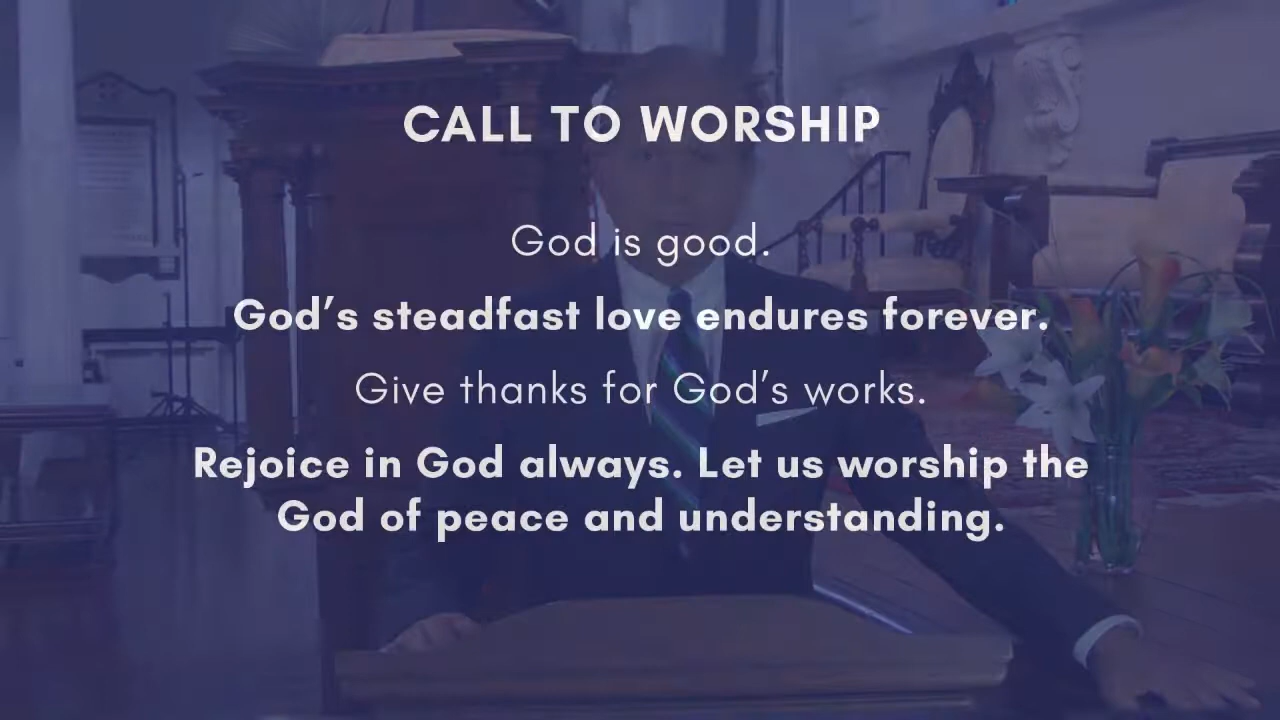 CALL TO WORSHIP
God is good.
God’s steadfast love endures forever.
Give thanks for God’s works.
Rejoice in God always. Let us worship the
God of peace and understanding.